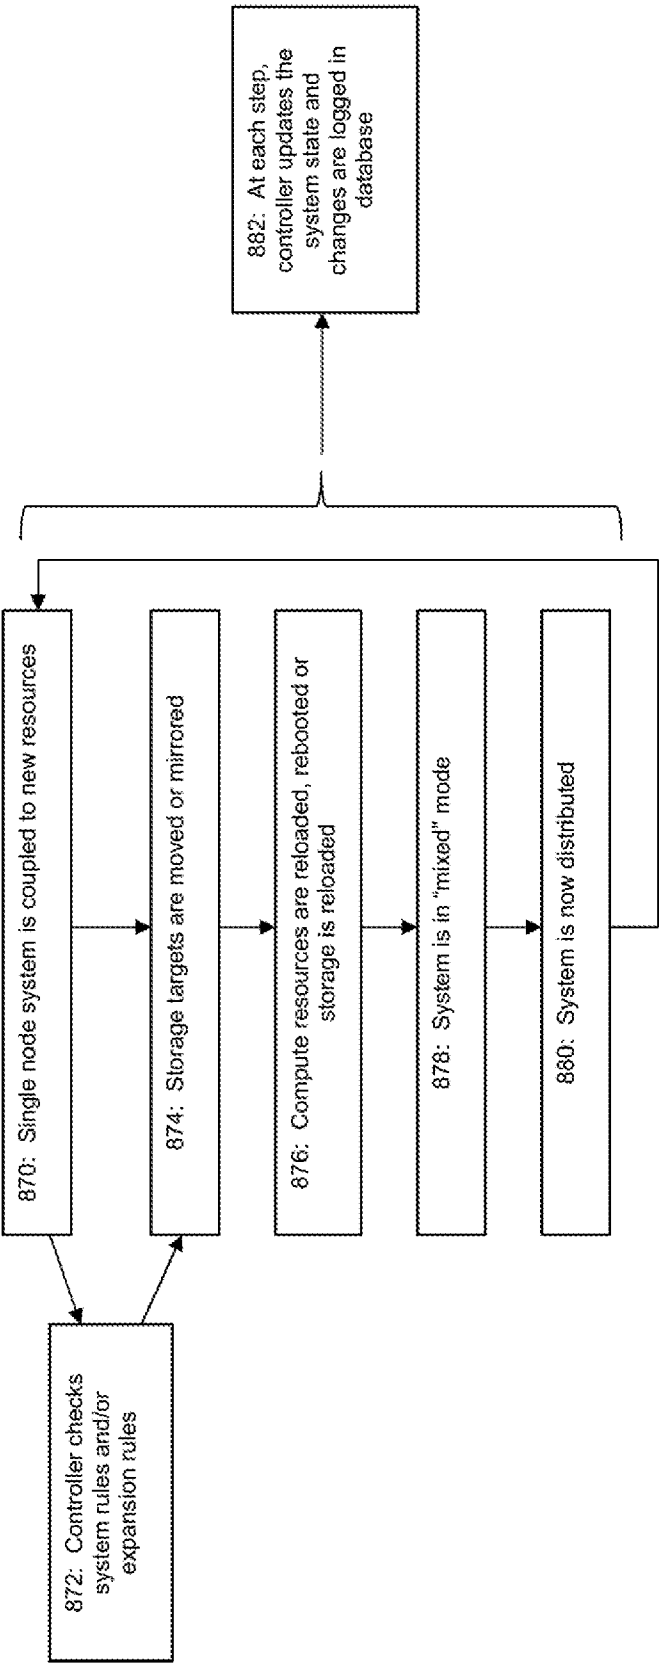 870: Single node system is coupled to new resources
872: Controller checks
system rules and/or
expansion rules
874: Storage targets are moved or mirrored
876: Compute resources are reloaded, rebooted or
storage is reloaded
878: System is in "mixed" mode
880: System is now distributed
882: At each step,
controller updates the
system state and
changes are logged in
database